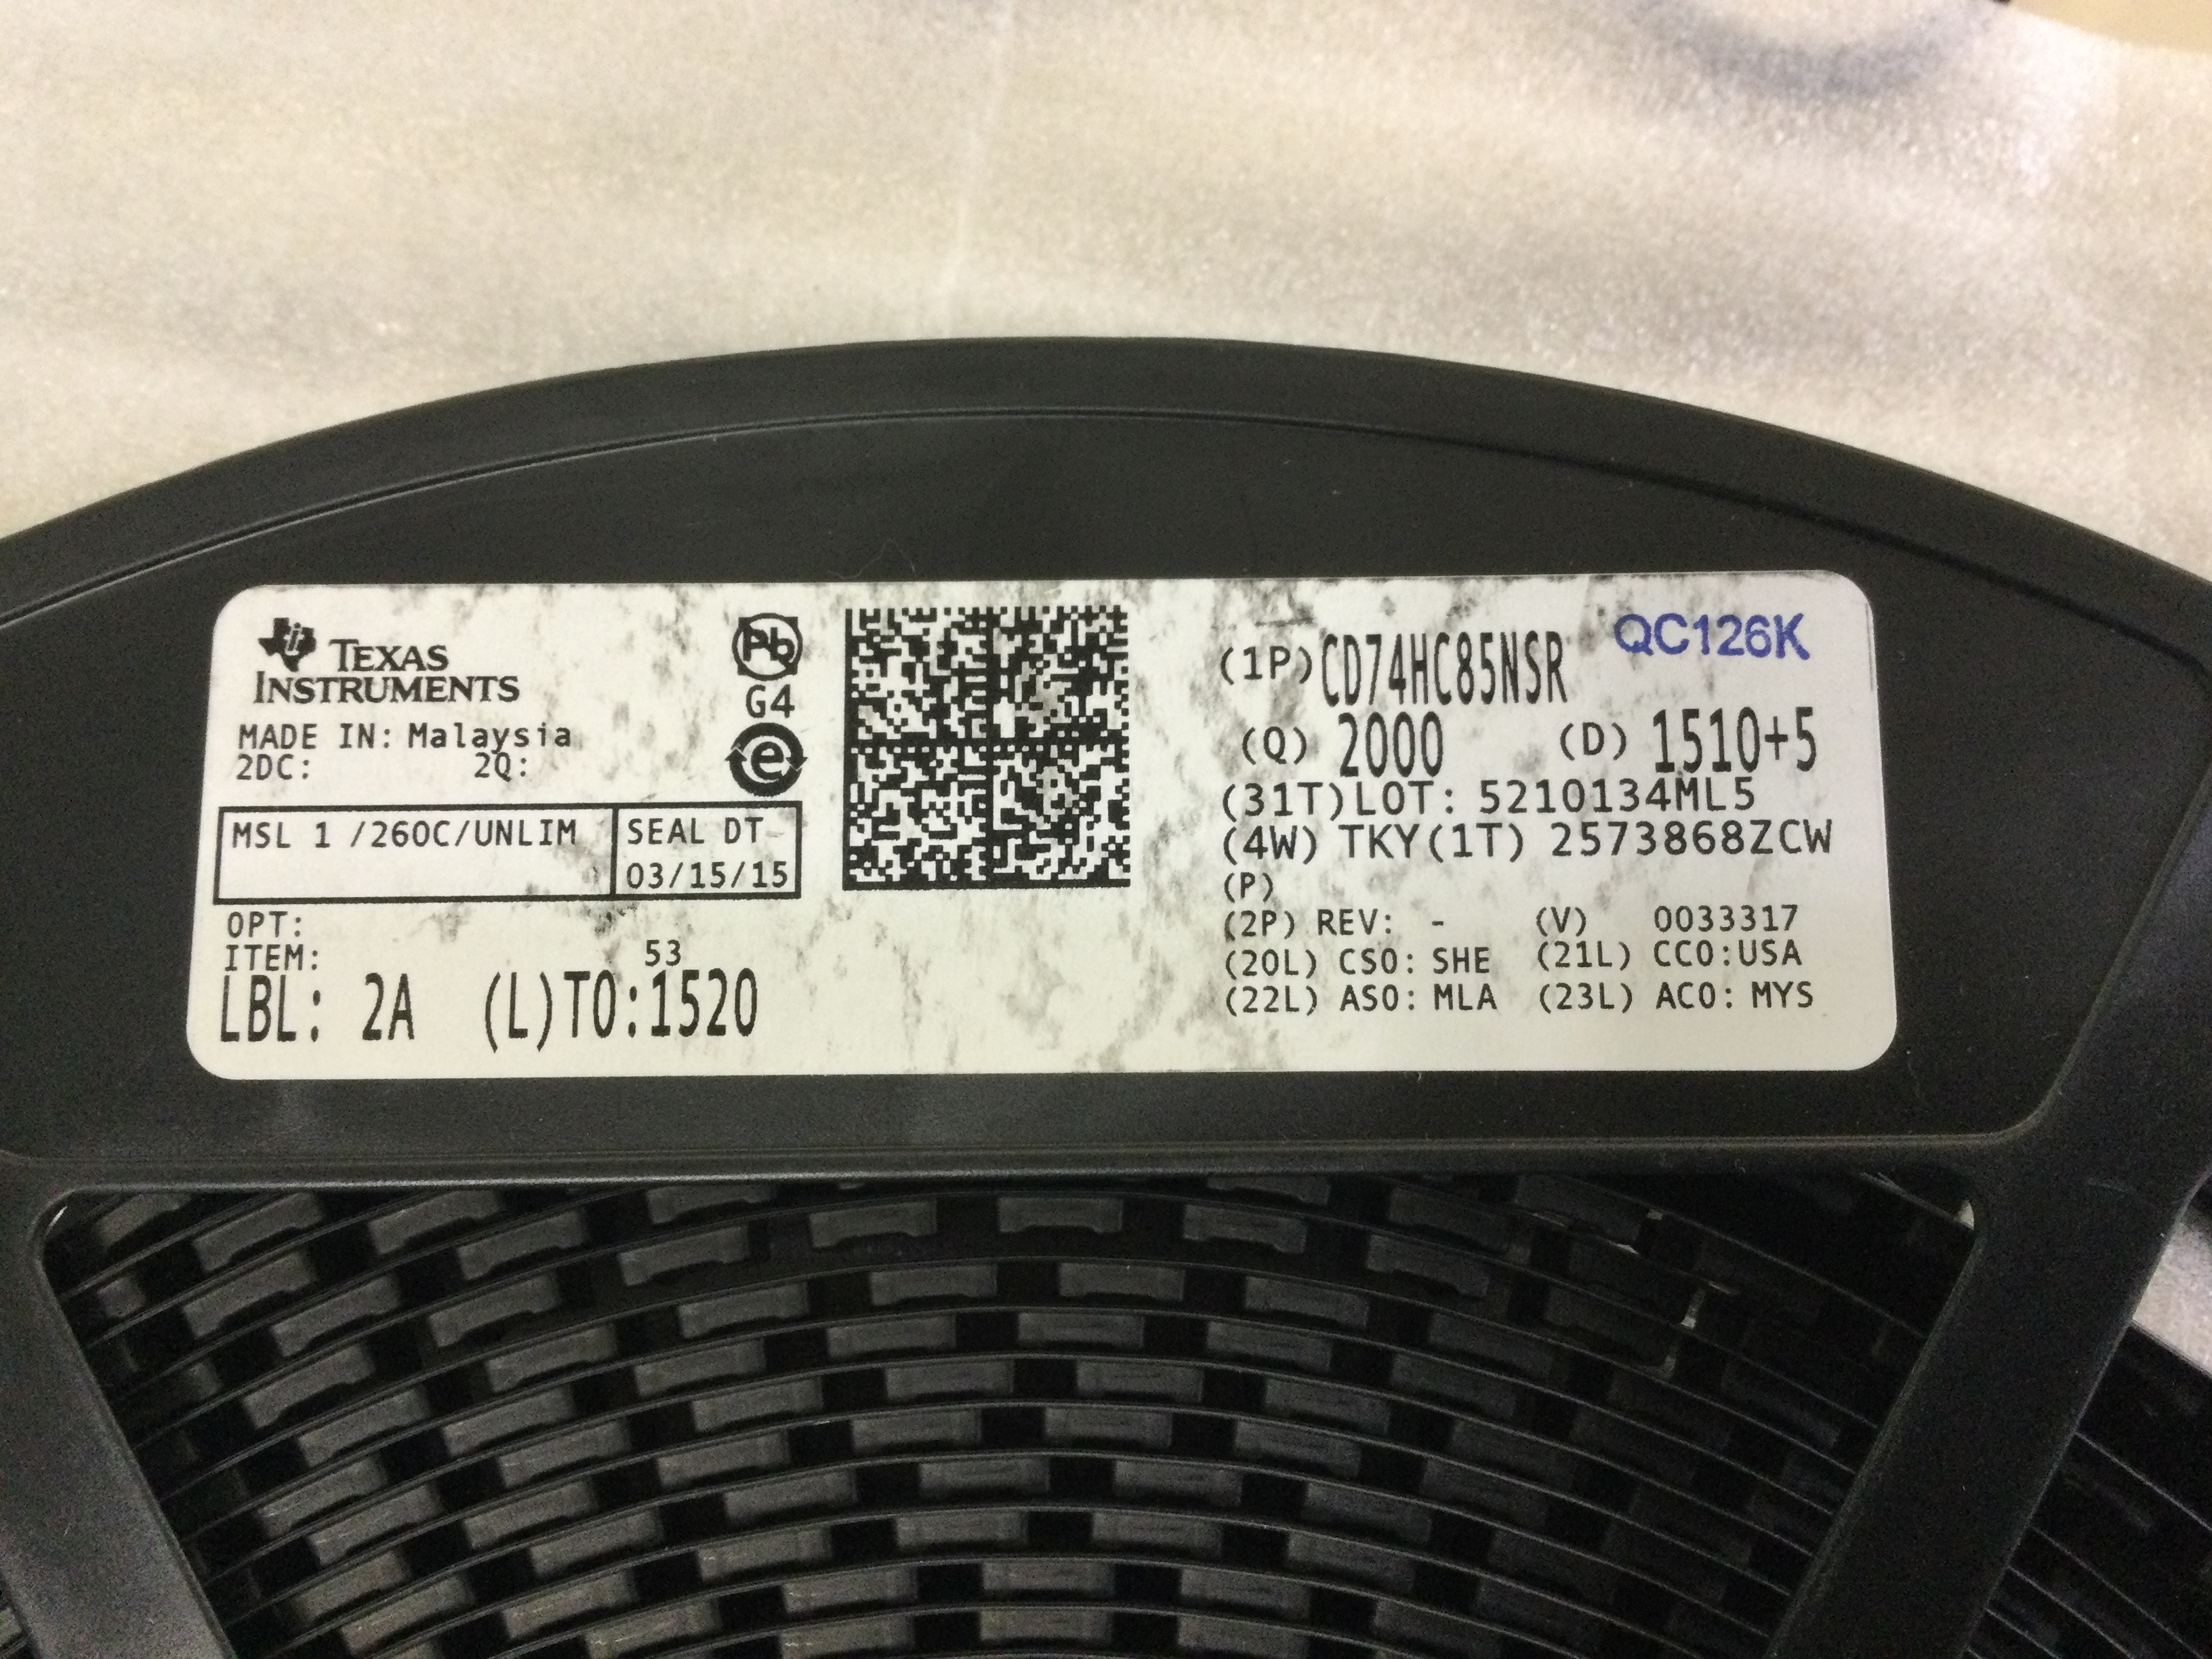 TEXAS
INSTRUMENTS
MADE IN: Malaysia
2DC: 2Q:
MSL 1 /260C/UNLIM
SEAL DT
03/15/15
OPT:
ITEM:
53
LBL: 2A (L)TO:1520
Pb
G4
e
QC126K
(1P)CD74HC85NSR
(Q) 2000 (D) 1510+5
(31T)LOT: 5210134ML5
(4W) TKY(1T) 2573868ZCW
(P)
(2P) REV: - (V) 0033317
(20L) CSO: SHE (21L) CCO:USA
(22L) ASO: MLA (23L) ACO: MYS